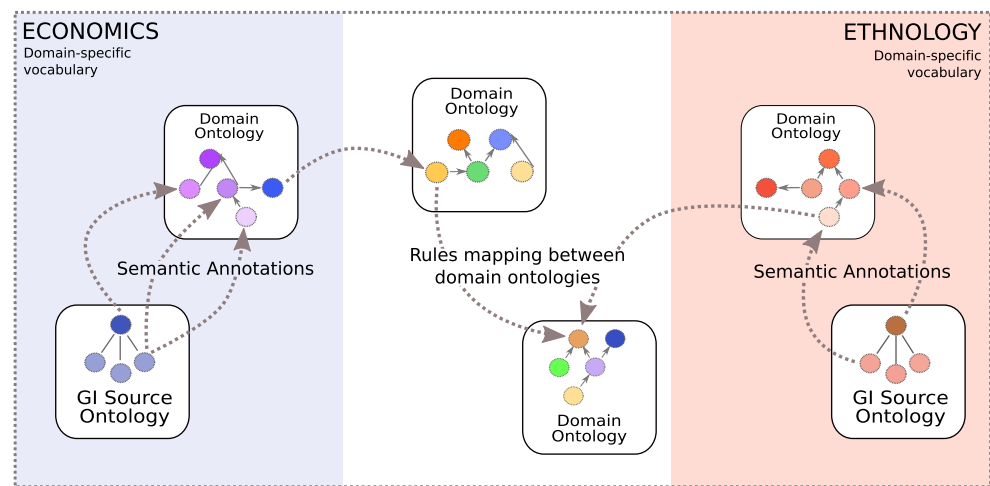 ECONOMICS
Domain-specific
vocabulary
ETHNOLOGY
Domain-specific
vocabulary
Domain
Ontology
Domain
Ontology
Domain
Ontology
Semantic Annotations
Rules mapping between
domain ontologies
Semantic Annotations
GI Source
Ontology
Domain
Ontology
GI Source
Ontology